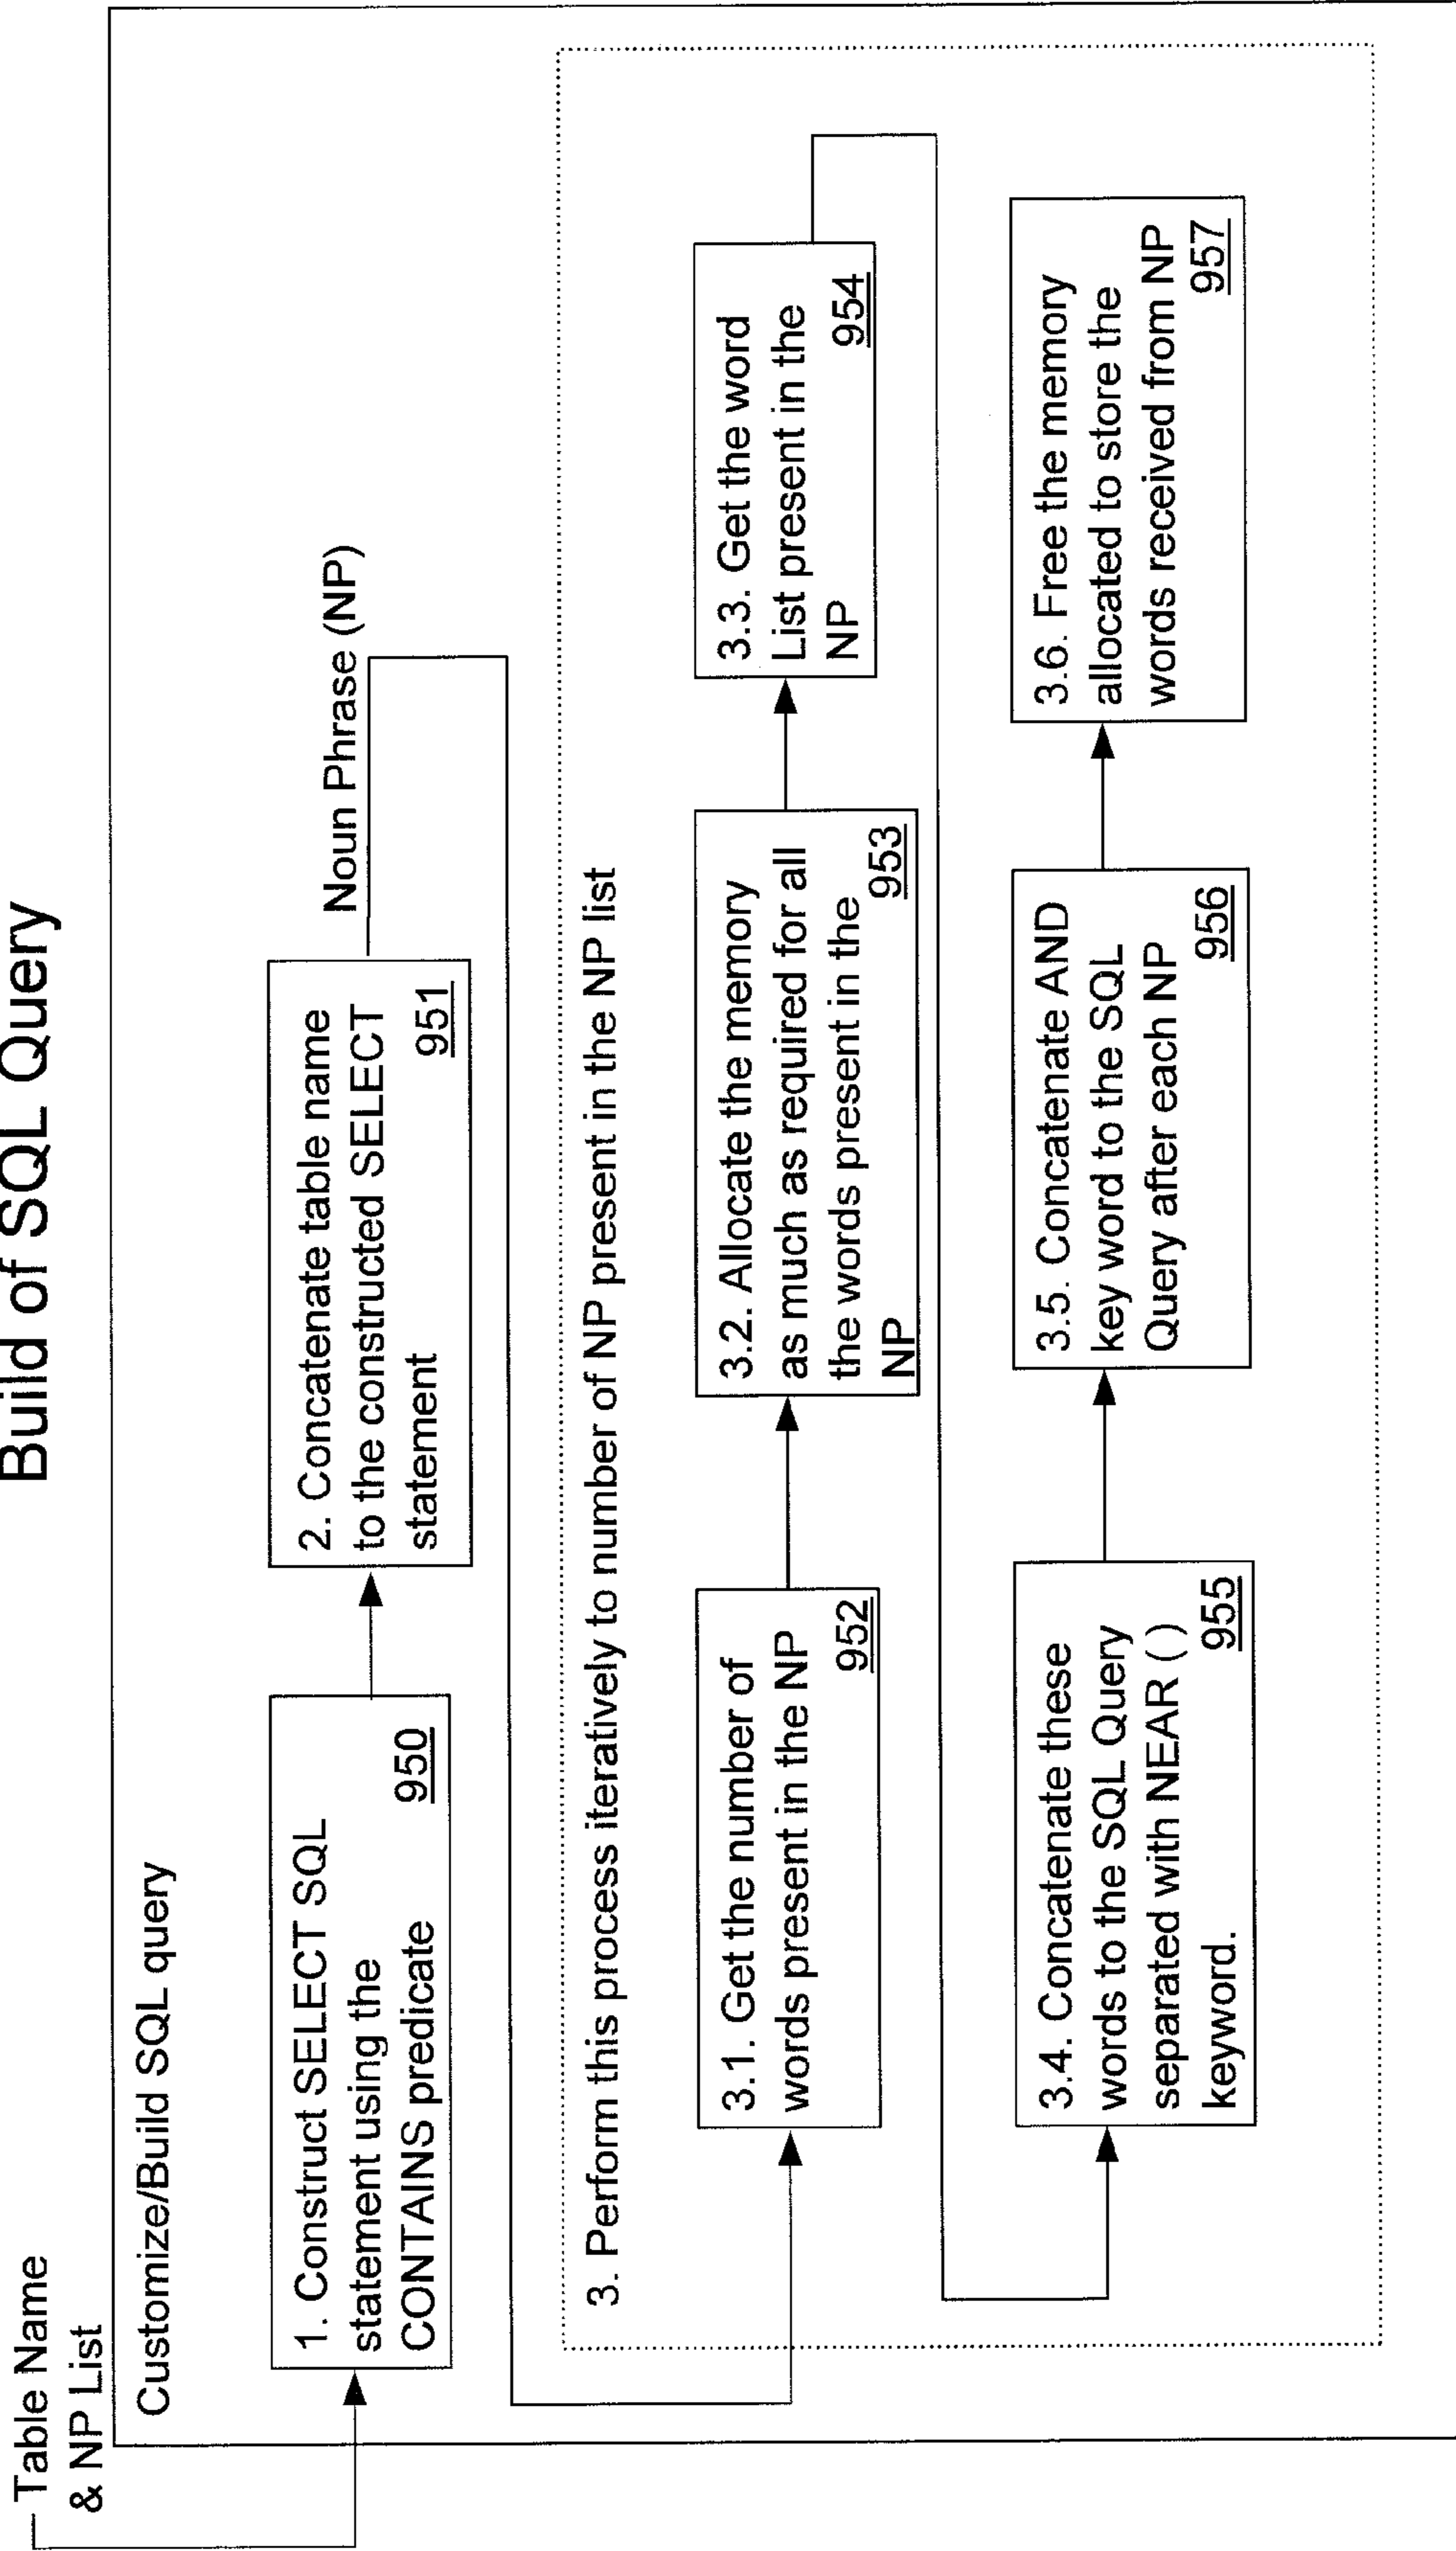 Build of SQL Query
Table Name
& NP List
Customize/Build SQL query
1. Construct SELECT SQL
statement using the
CONTAINS predicate
950
2. Concatenate table name
to the constructed SELECT
statement
951
Noun Phrase (NP)
3. Perform this process iteratively to number of NP present in the NP list
3.1. Get the number of
words present in the NP
952
3.2. Allocate the memory
as much as required for all
the words present in the
NP
953
3.3. Get the word
List present in the
NP
954
3.4. Concatenate these
words to the SQL Query
separated with NEAR ( )
keyword.
955
3.5. Concatenate AND
key word to the SQL
Query after each NP
956
3.6. Free the memory
allocated to store the
words received from NP
957